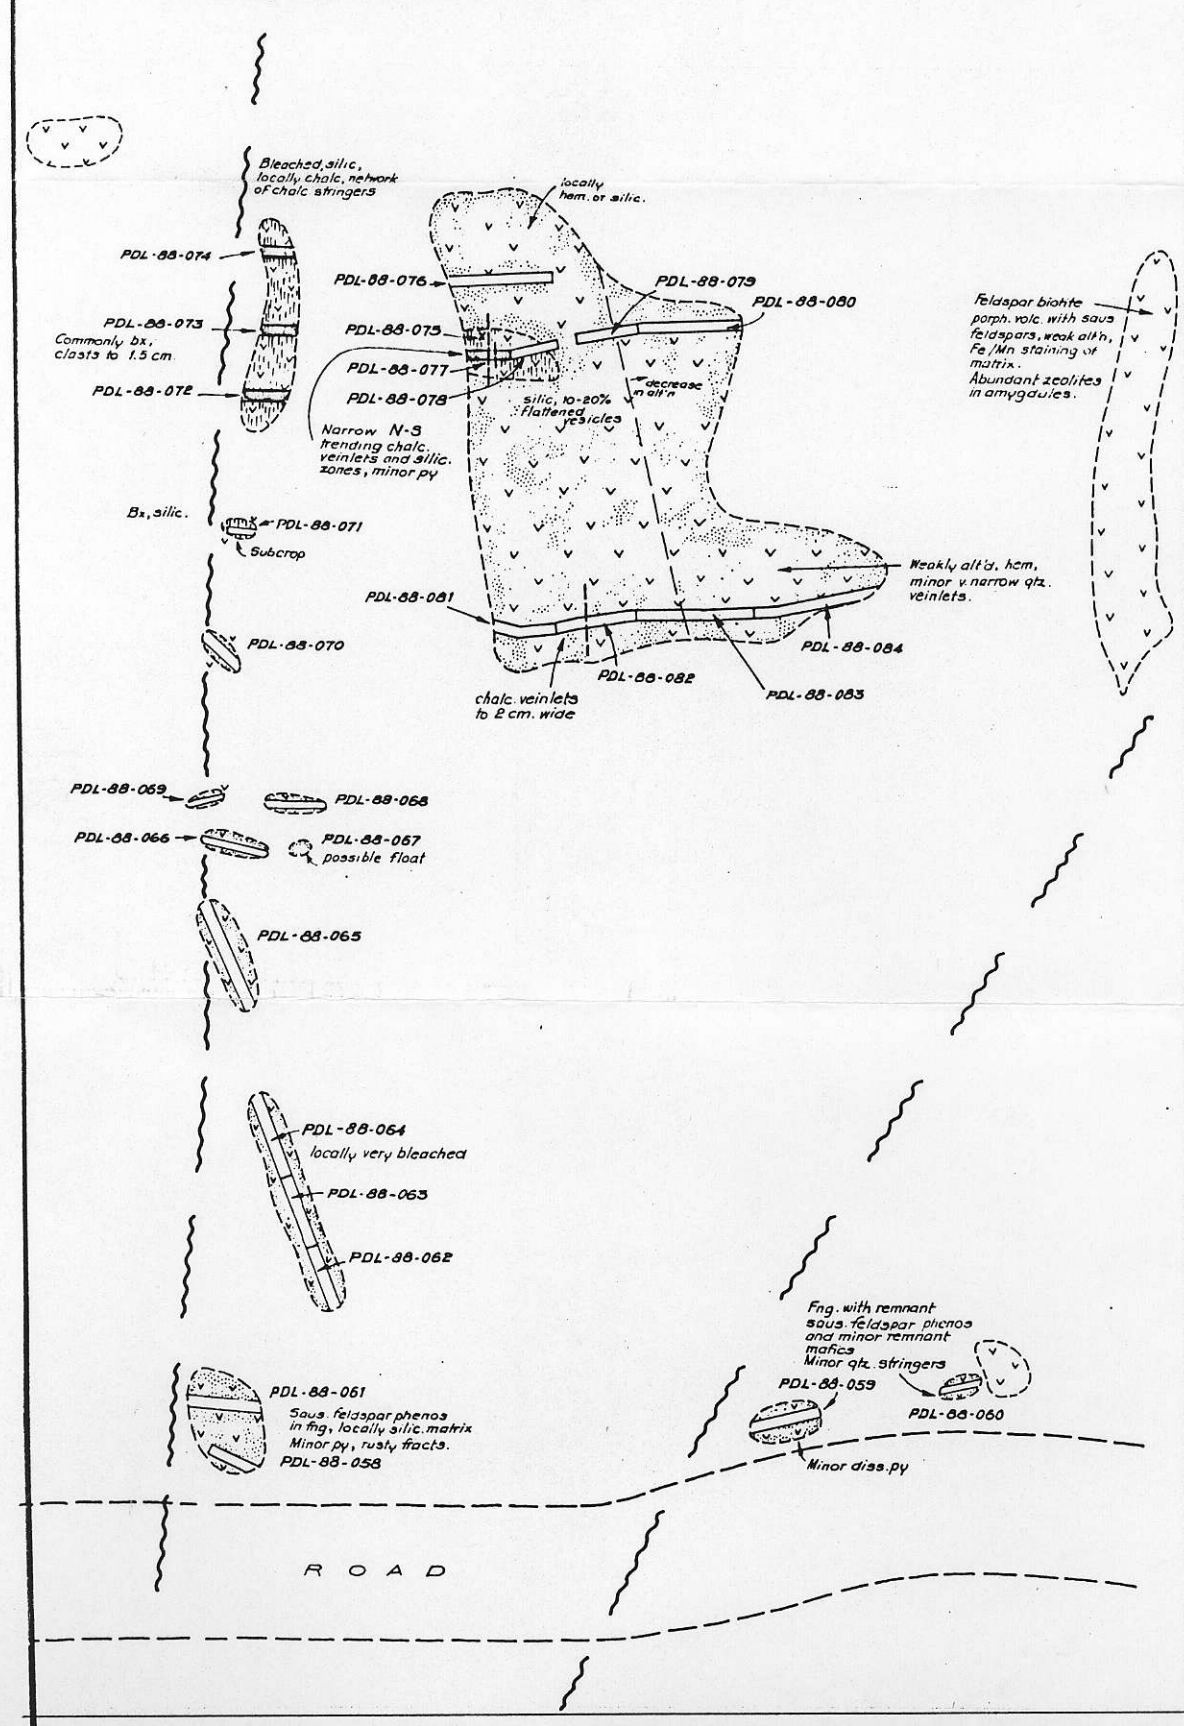 Bleached, silic,
locally chalc, network
of chalc stringers
PDL-88-074
PDL-88-073
Commonly bx,
clasts to 1.5 cm
PDL-88-072
locally
hem. or silic.
PDL-88-076
PDL-88-075
PDL-88-077
PDL-88-078
PDL-88-079
PDL-88-080
decrease
in alt'n
silic, 10-20%
flattened
vesicles
Narrow N-S
trending chalc.
veinlets and silic.
zones, minor py
Feldspar biotite
porph. volc. with saus
feldspars, weak alt'n,
Fe/Mn staining of
matrix.
Abundant zeolites
in amygdules.
Bx, silic.
PDL-88-071
Subcrop
PDL-88-070
Weakly alt'd, hem,
minor v. narrow qtz.
veinlets.
PDL-88-081
PDL-88-082
PDL-88-083
PDL-88-084
chalc. veinlets
to 2 cm. wide
PDL-88-069
PDL-88-068
PDL-88-066
PDL-88-067
possible float
PDL-88-065
PDL-88-064
locally very bleached
PDL-88-063
PDL-88-062
PDL-88-061
Saus. feldspar phenos
in fng, locally silic. matrix
Minor py, rusty fracts.
PDL-88-058
Fng. with remnant
saus. feldspar phenos
and minor remnant
mafics
Minor qtz. stringers
PDL-88-059
PDL-88-060
Minor diss. py
ROAD